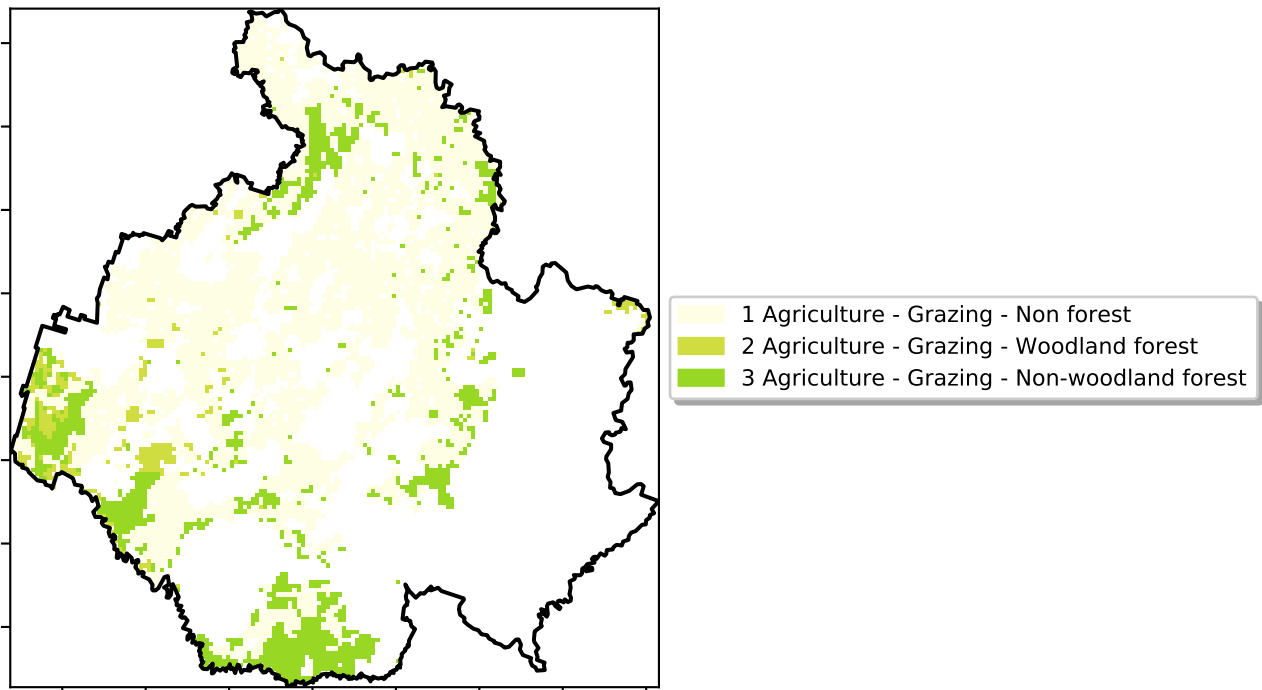 1 Agriculture - Grazing - Non forest
2 Agriculture - Grazing - Woodland forest
3 Agriculture - Grazing - Non-woodland forest